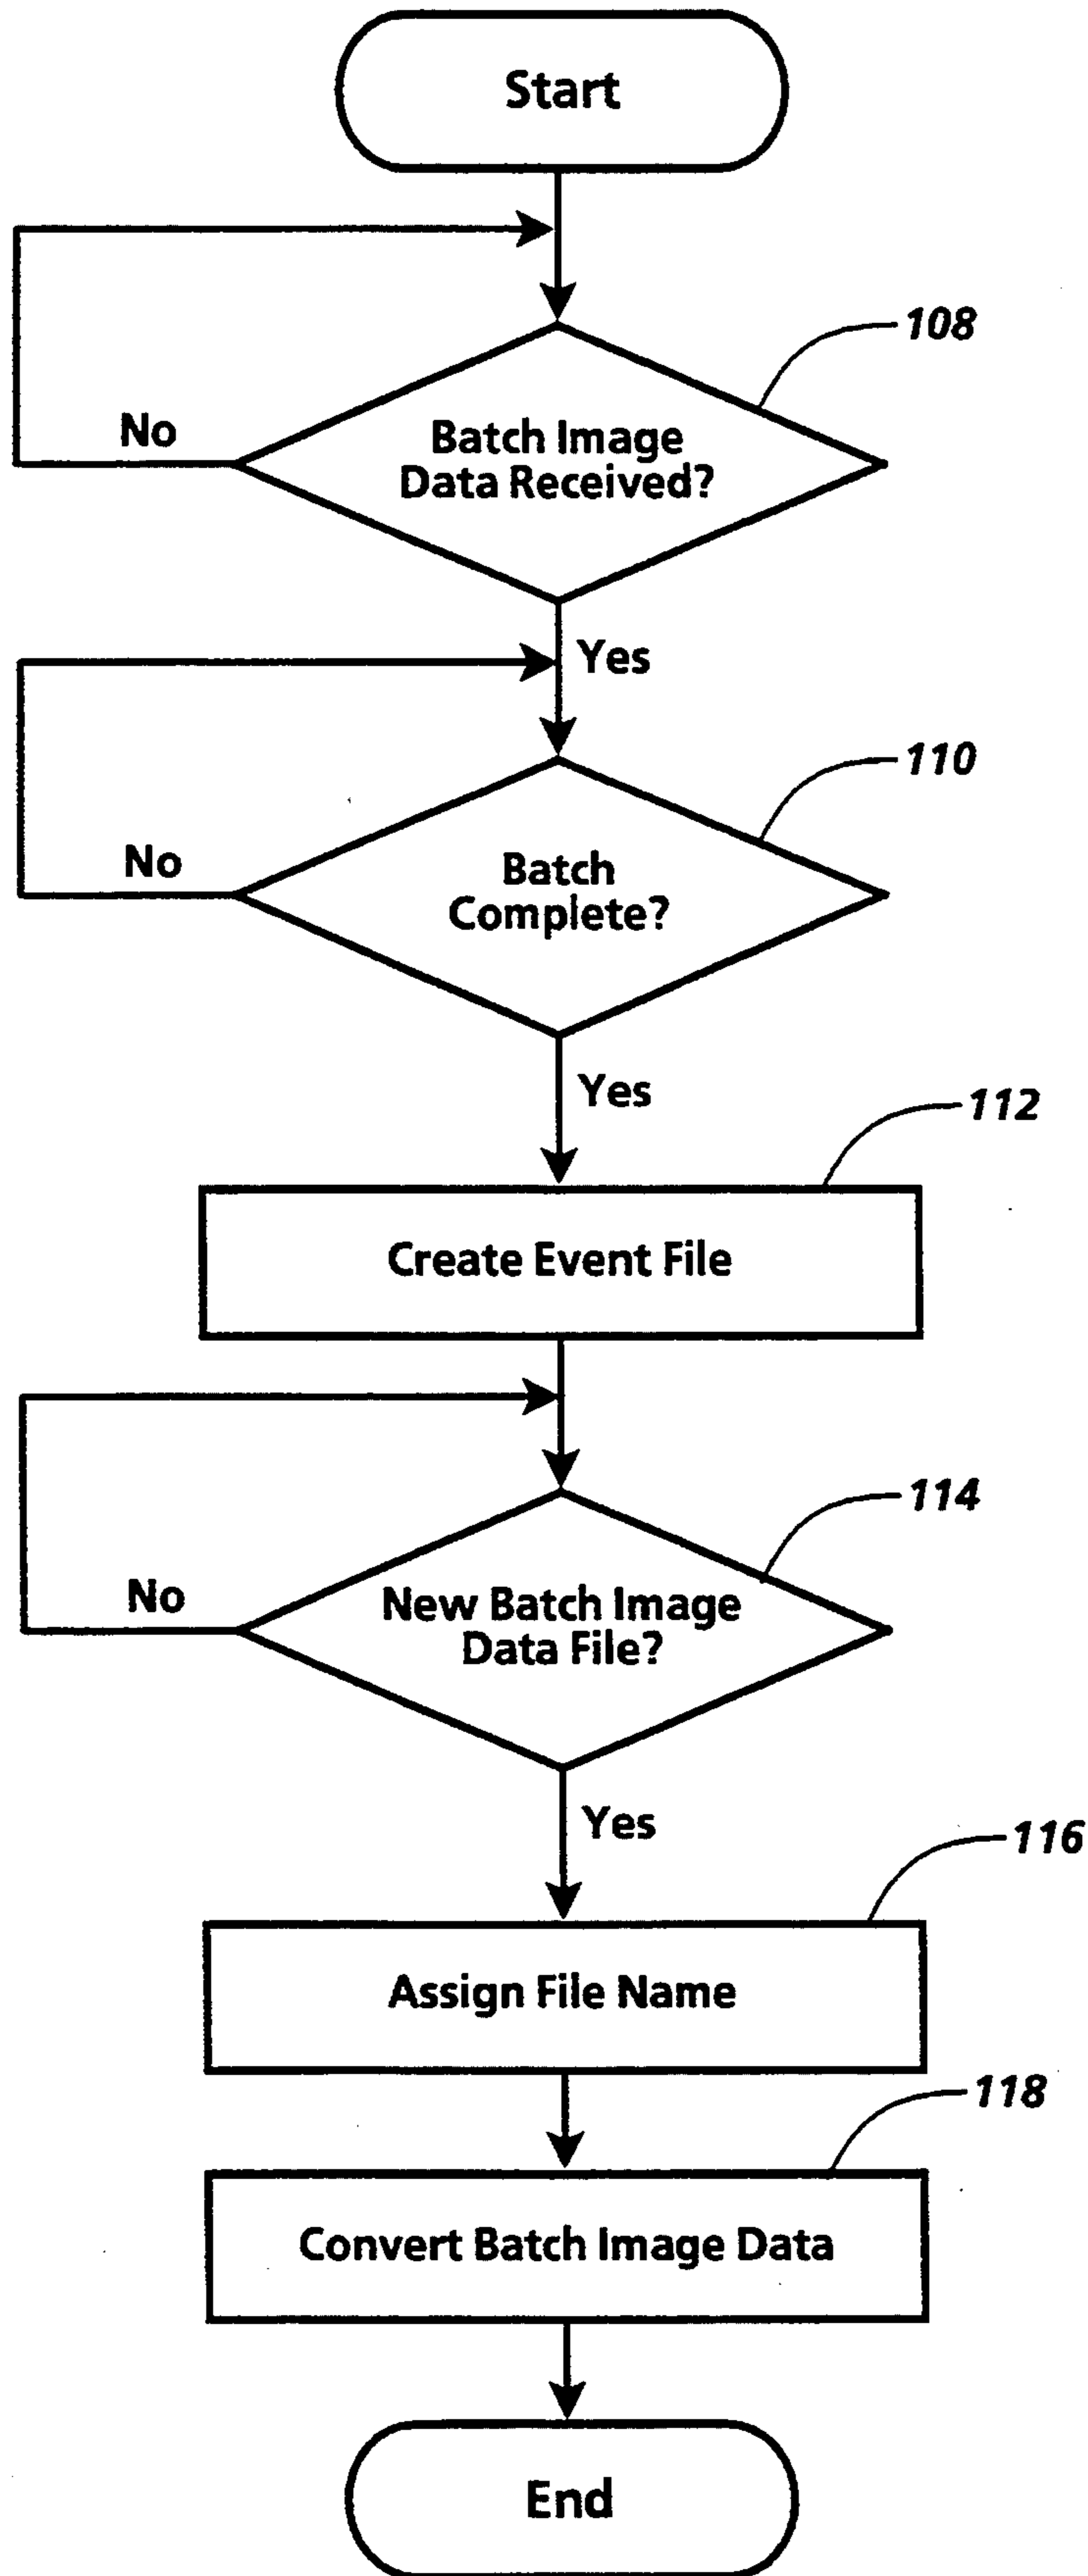 Start
108
No
Batch Image
Data Received?
Yes
110
No
Batch
Complete?
Yes
112
Create Event File
114
No
New Batch Image
Data File?
Yes
116
Assign File Name
118
Convert Batch Image Data
End